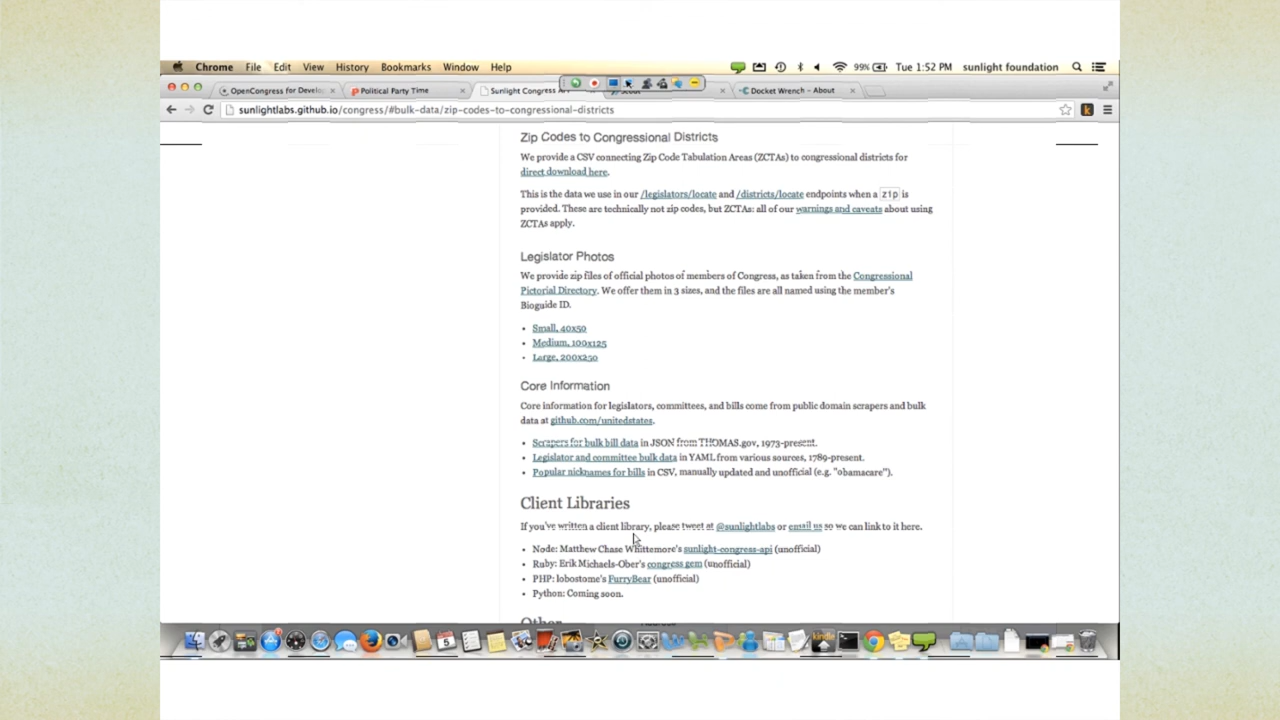 Chrome File Edit View History Bookmarks Window Help 99% Tue 1:52 PM sunlight foundation
OpenCongress for Develo Political Party Time Sunlight Congress Docket Wrench – About
sunlightlabs.github.io/congress/#bulk-data/zip-codes-to-congressional-districts
Zip Codes to Congressional Districts
We provide a CSV connecting Zip Code Tabulation Areas (ZCTAs) to congressional districts for
direct download here.
This is the data we use in our /legislators/locate and /districts/locate endpoints when a zip is
provided. These are technically not zip codes, but ZCTAs: all of our warnings and caveats about using
ZCTAs apply.
Legislator Photos
We provide zip files of official photos of members of Congress, as taken from the Congressional
Pictorial Directory. We offer them in 3 sizes, and the files are all named using the member's
Bioguide ID.
• Small, 40x50
• Medium, 100x125
• Large, 200x250
Core Information
Core information for legislators, committees, and bills come from public domain scrapers and bulk
data at github.com/unitedstates.
• Scrapers for bulk bill data in JSON from THOMAS.gov, 1973-present.
• Legislator and committee bulk data in YAML from various sources, 1789-present.
• Popular nicknames for bills in CSV, manually updated and unofficial (e.g. "obamacare").
Client Libraries
If you've written a client library, please tweet at @sunlightlabs or email us so we can link to it here.
• Node: Matthew Chase Whittemore's sunlight-congress-api (unofficial)
• Ruby: Erik Michaels-Ober's congress gem (unofficial)
• PHP: lobostome's FurryBear (unofficial)
• Python: Coming soon.
Other
kindle